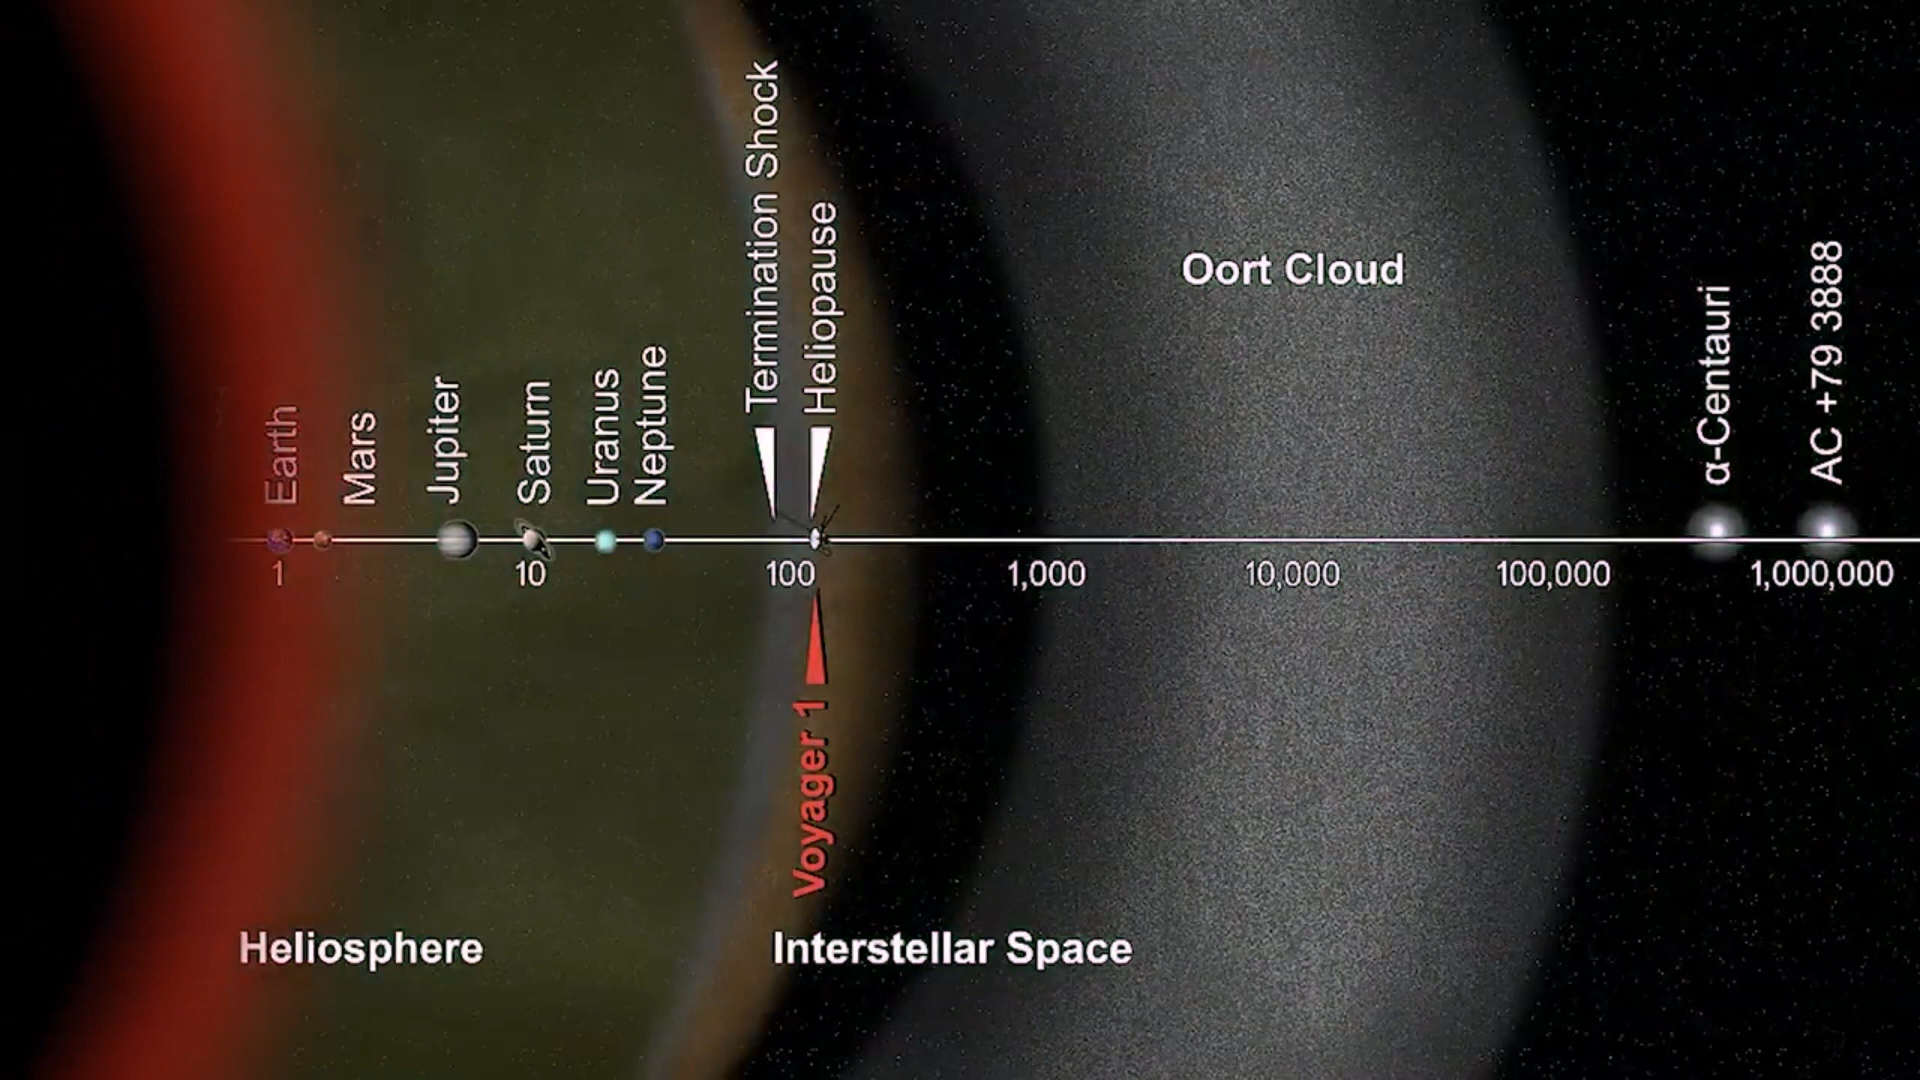 Termination Shock
Heliopause
Oort Cloud
Earth
Mars
Jupiter
Saturn
Uranus
Neptune
α-Centauri
AC +79 3888
1
10
100
1,000
10,000
100,000
1,000,000
Voyager 1
Heliosphere
Interstellar Space